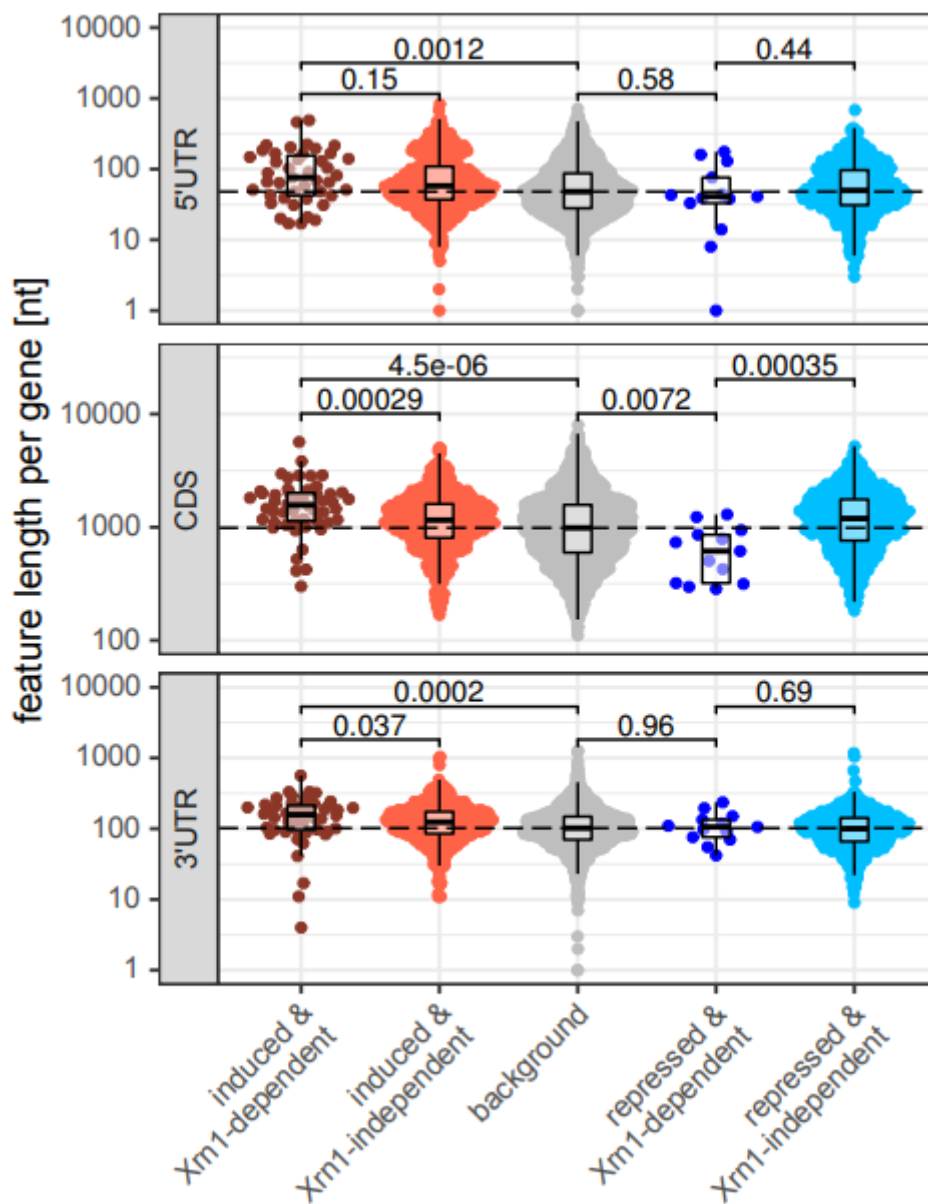 feature length per gene [nt]
5'UTR
10000
1000
100
10
1
0.0012
0.15
0.58
0.44
CDS
10000
1000
100
4.5e-06
0.00029
0.0072
0.00035
3'UTR
10000
1000
100
10
1
0.0002
0.037
0.96
0.69
induced &
Xrn1-dependent
induced &
Xrn1-independent
background
repressed &
Xrn1-dependent
repressed &
Xrn1-independent